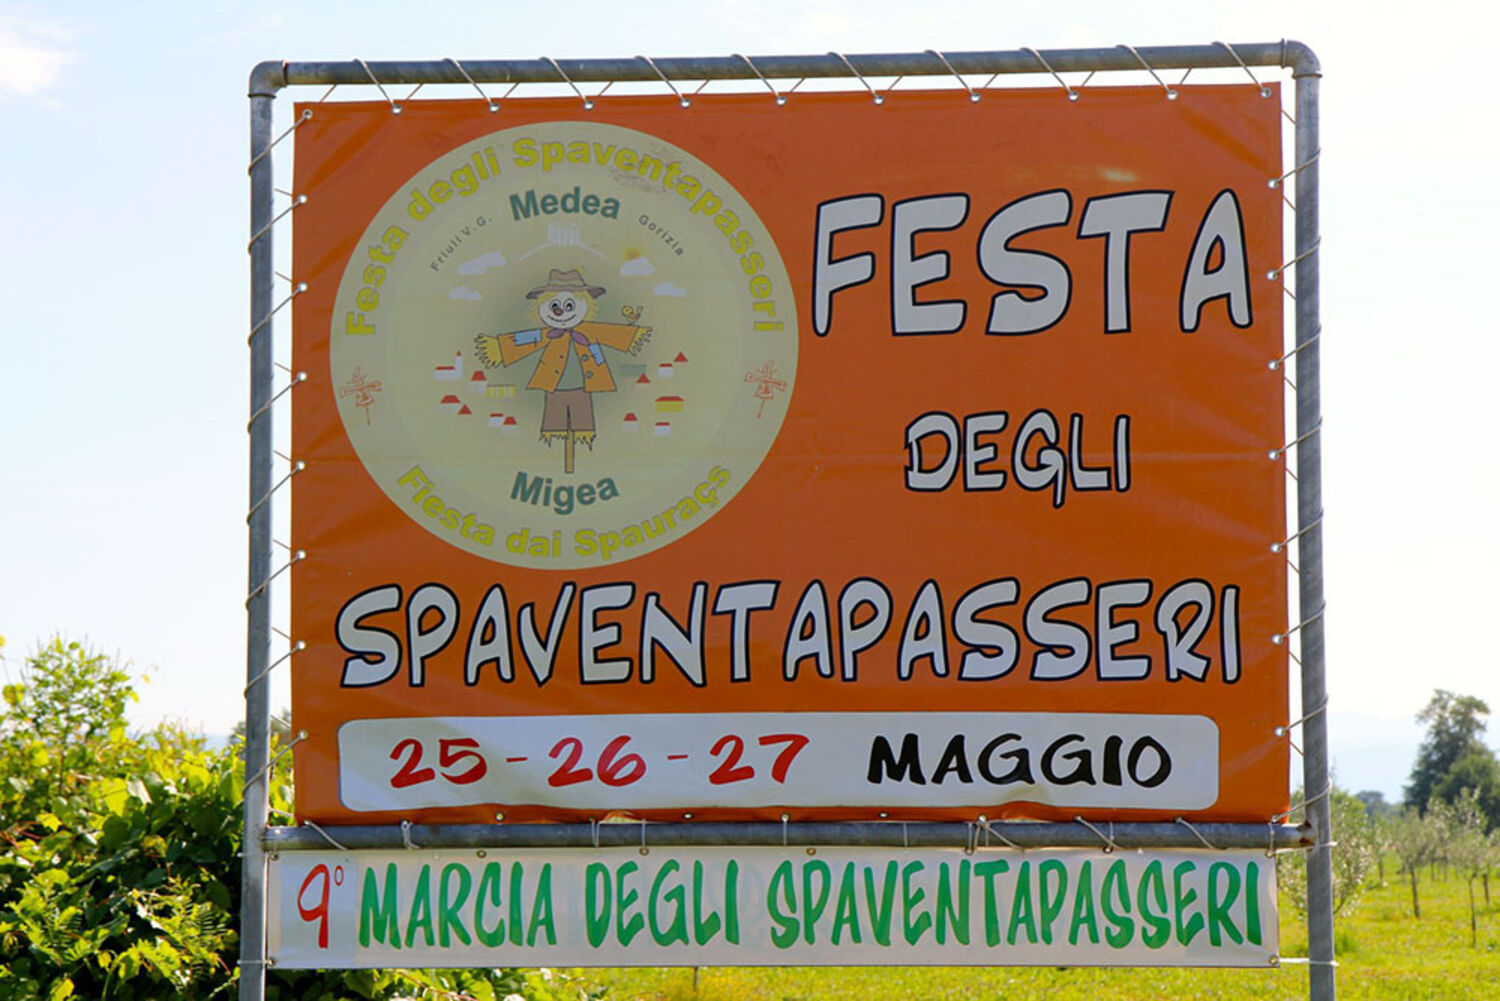 Festa degli Spaventapasseri
Medea
Friuli V.G.
Gorizia
Migea
Fiesta dai Spauraçs
FESTA
DEGLI
SPAVENTAPASSERI
25 - 26 - 27 MAGGIO
9° MARCIA DEGLI SPAVENTAPASSERI